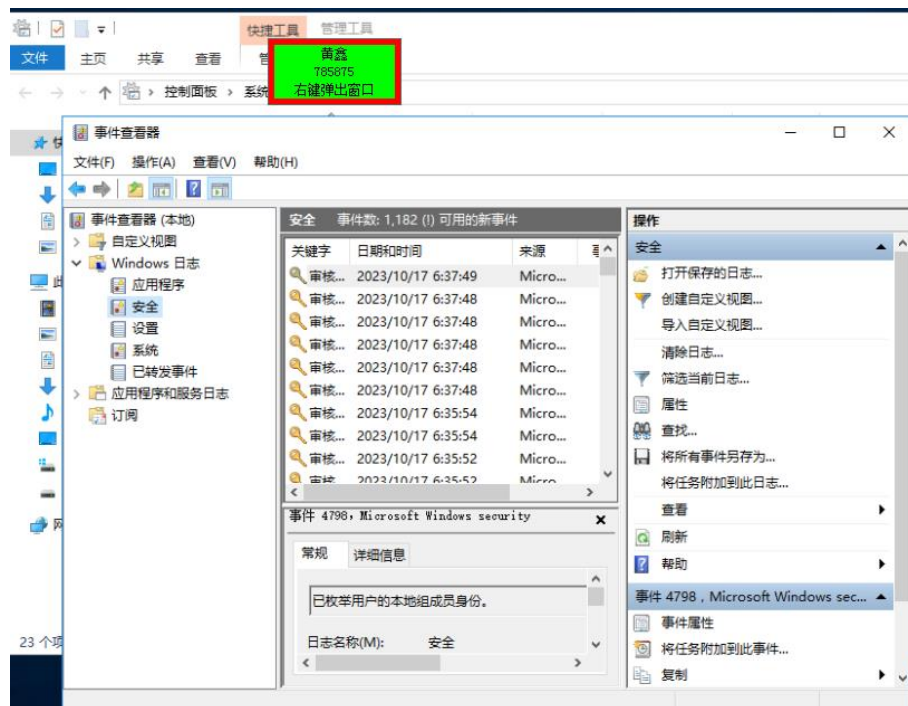 快捷工具 管理工具
文件 主页 共享 查看 管
黄鑫
785875
右键弹出窗口
控制面板 系统
事件查看器
文件(F) 操作(A) 查看(V) 帮助(H)
事件查看器 (本地)
自定义视图
Windows 日志
应用程序
安全
设置
系统
已转发事件
应用程序和服务日志
订阅
安全 事件数: 1,182 (!) 可用的新事件
关键字 日期和时间 来源
审核... 2023/10/17 6:37:49 Micro...
审核... 2023/10/17 6:37:48 Micro...
审核... 2023/10/17 6:37:48 Micro...
审核... 2023/10/17 6:37:48 Micro...
审核... 2023/10/17 6:37:48 Micro...
审核... 2023/10/17 6:37:48 Micro...
审核... 2023/10/17 6:35:54 Micro...
审核... 2023/10/17 6:35:54 Micro...
审核... 2023/10/17 6:35:52 Micro...
审核... 2023/10/17 6:35:52 Micro...
事件 4798，Microsoft Windows security
常规 详细信息
已枚举用户的本地组成员身份。
日志名称(M): 安全
操作
安全
打开保存的日志...
创建自定义视图...
导入自定义视图...
清除日志...
筛选当前日志...
属性
查找...
将所有事件另存为...
将任务附加到此日志...
查看
刷新
帮助
事件 4798，Microsoft Windows sec...
事件属性
将任务附加到此事件...
复制
23 个项